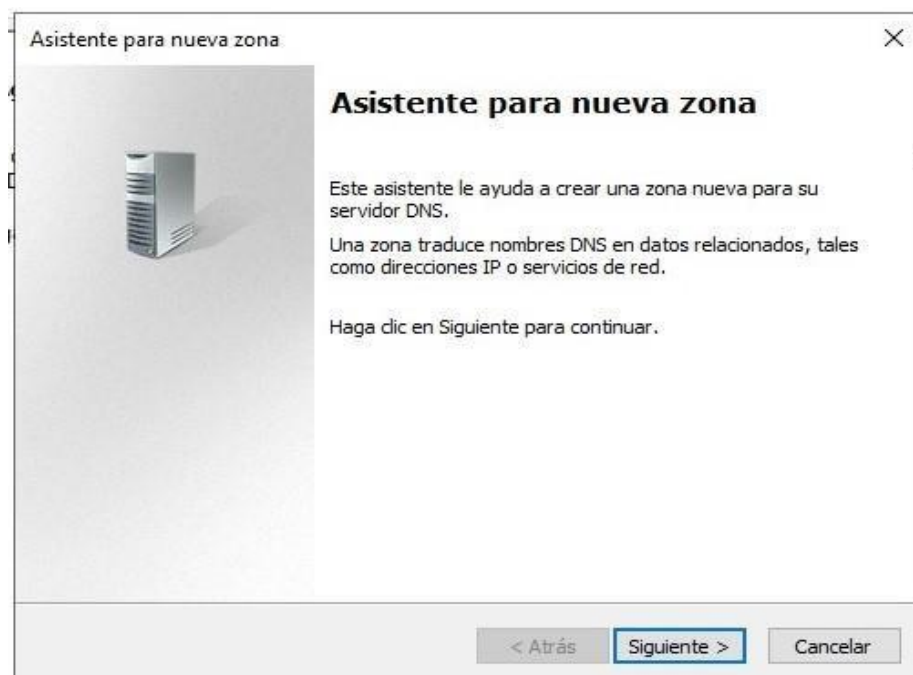 Asistente para nueva zona
Asistente para nueva zona
Este asistente le ayuda a crear una zona nueva para su
servidor DNS.
Una zona traduce nombres DNS en datos relacionados, tales
como direcciones IP o servicios de red.
Haga clic en Siguiente para continuar.
< Atrás Siguiente > Cancelar